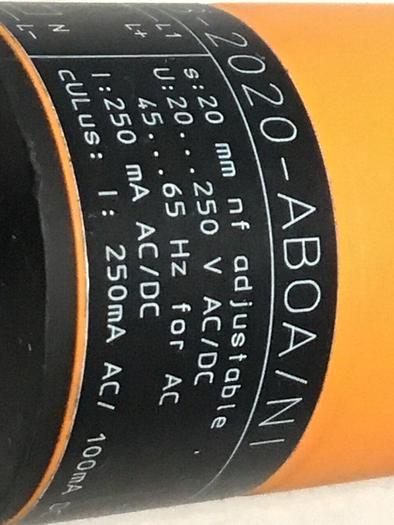 -2020-ABOA/NI
s:20 mm nf adjustable
U:20...250 V AC/DC
45...65 Hz for AC
I:250 mA AC/DC
cULus: I: 250mA AC/ 100mA
L1
L+
N
L-